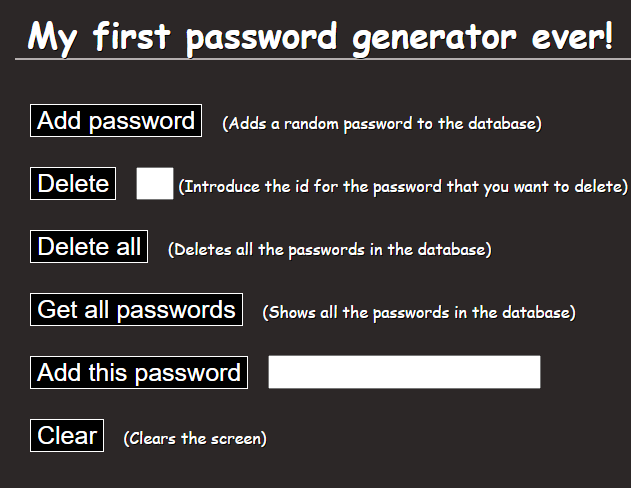 My first password generator ever!
Add password (Adds a random password to the database)
Delete (Introduce the id for the password that you want to delete)
Delete all (Deletes all the passwords in the database)
Get all passwords (Shows all the passwords in the database)
Add this password
Clear (Clears the screen)